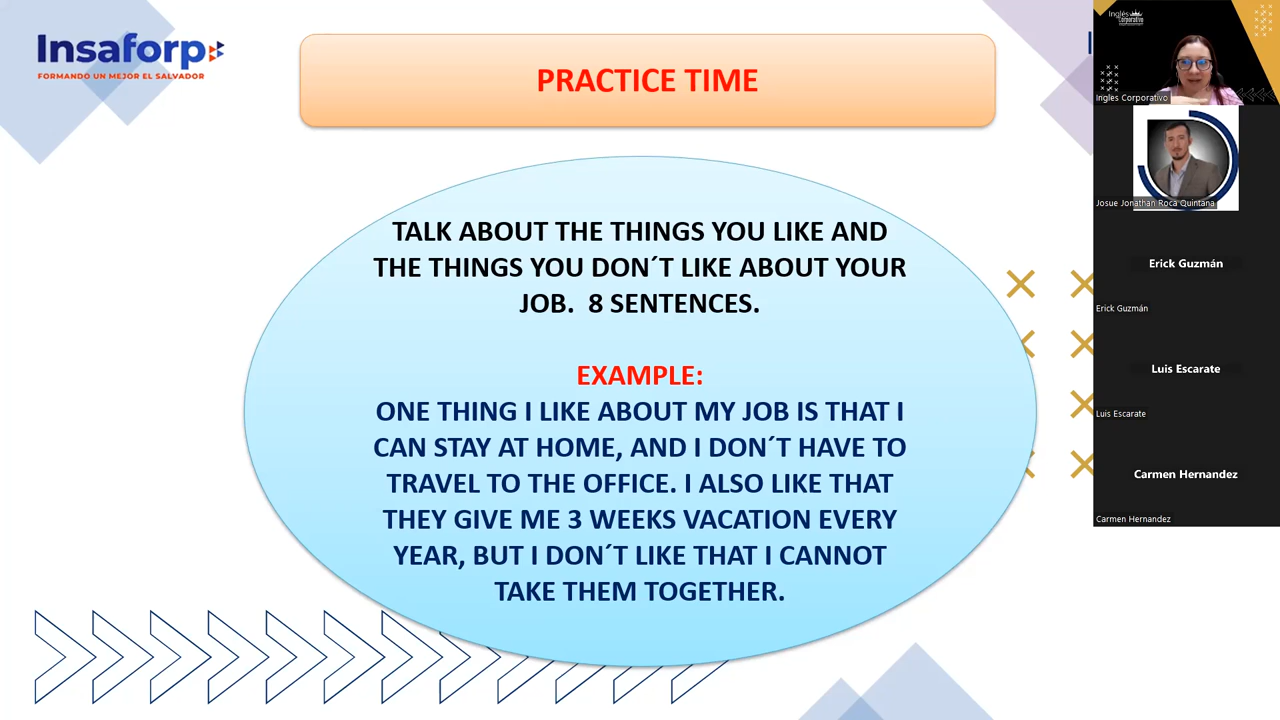 Insaforp
FORMANDO UN MEJOR EL SALVADOR
PRACTICE TIME
TALK ABOUT THE THINGS YOU LIKE AND
THE THINGS YOU DON´T LIKE ABOUT YOUR
JOB.  8 SENTENCES.
EXAMPLE:
ONE THING I LIKE ABOUT MY JOB IS THAT I
CAN STAY AT HOME, AND I DON´T HAVE TO
TRAVEL TO THE OFFICE. I ALSO LIKE THAT
THEY GIVE ME 3 WEEKS VACATION EVERY
YEAR, BUT I DON´T LIKE THAT I CANNOT
TAKE THEM TOGETHER.
Inglés
Corporativo
Ingles Corporativo
Josue Jonathan Roca Quintana
Erick Guzmán
Erick Guzmán
Luis Escarate
Luis Escarate
Carmen Hernandez
Carmen Hernandez